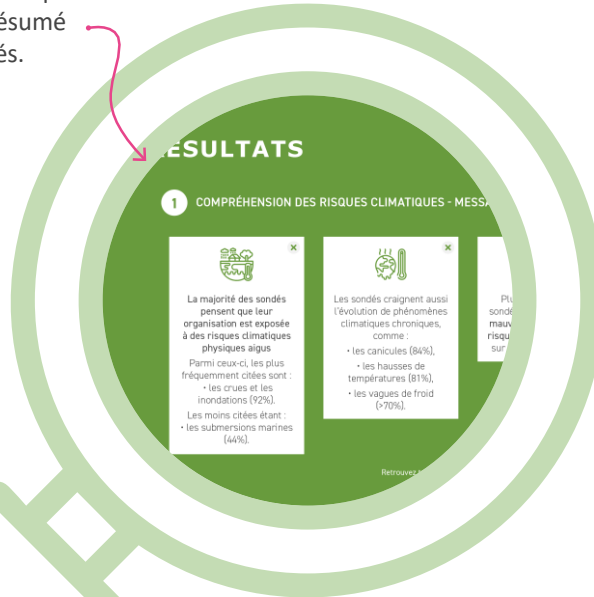 ésumé
és.
ÉSULTATS
1 COMPRÉHENSION DES RISQUES CLIMATIQUES - MESSA
La majorité des sondés
pensent que leur
organisation est exposée
à des risques climatiques
physiques aigus
Parmi ceux-ci, les plus
fréquemment citées sont :
• les crues et les
inondations (92%).
Les moins citées étant :
• les submersions marines
(44%).
Les sondés craignent aussi
l'évolution de phénomènes
climatiques chroniques,
comme :
• les canicules (84%),
• les hausses de
températures (81%),
• les vagues de froid
(>70%).
Plu
sondé
mauv
risqu
sur
Retrouvez